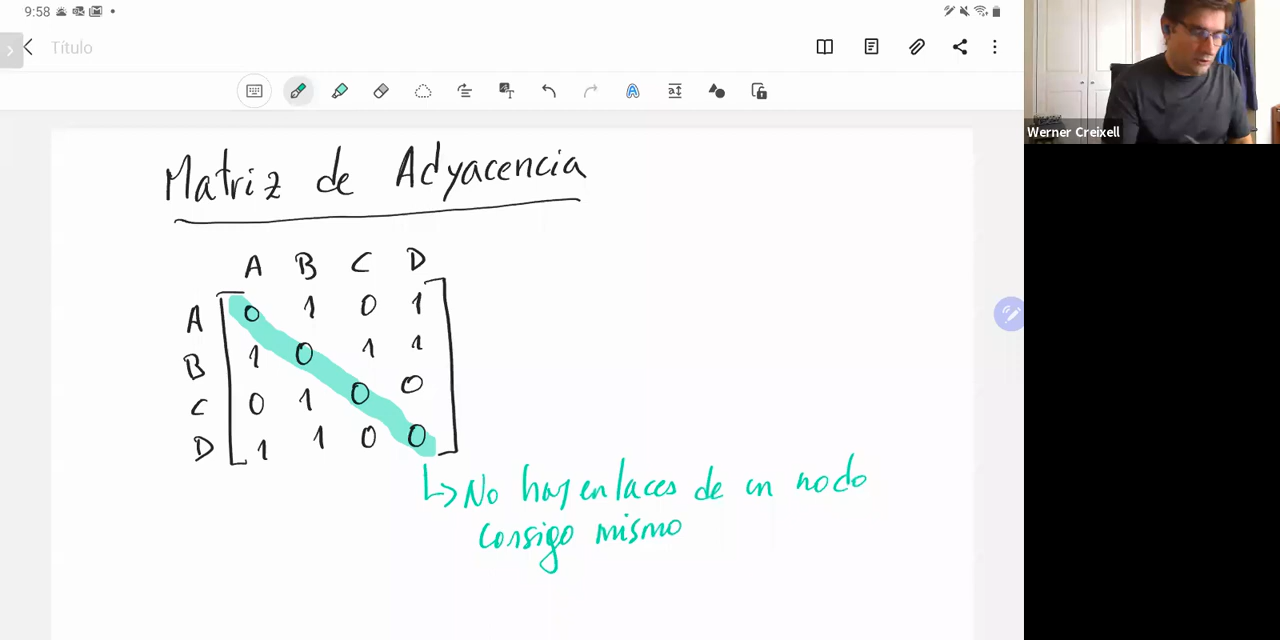 9:58
Título
Werner Creixell
Matriz de Adyacencia
A B C D
A 0 1 0 1
B 1 0 1 1
C 0 1 0 0
D 1 1 0 0
↳ No hay enlaces de un nodo
consigo mismo